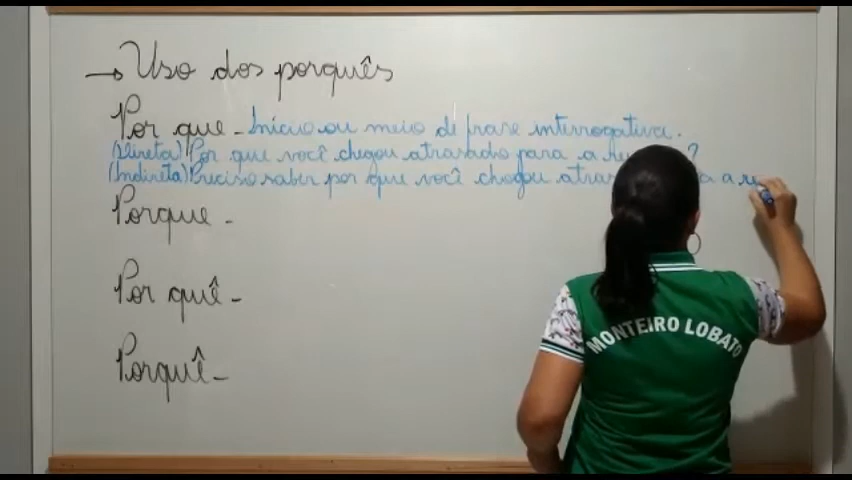 → Uso dos porquês
Por que - Início ou meio de frase interrogativa.
(Direta) Por que você chegou atrasado para a ?
(Indireta) Preciso saber por que você chegou a
Porque -
Por quê -
Porquê -
MONTEIRO LOBATO